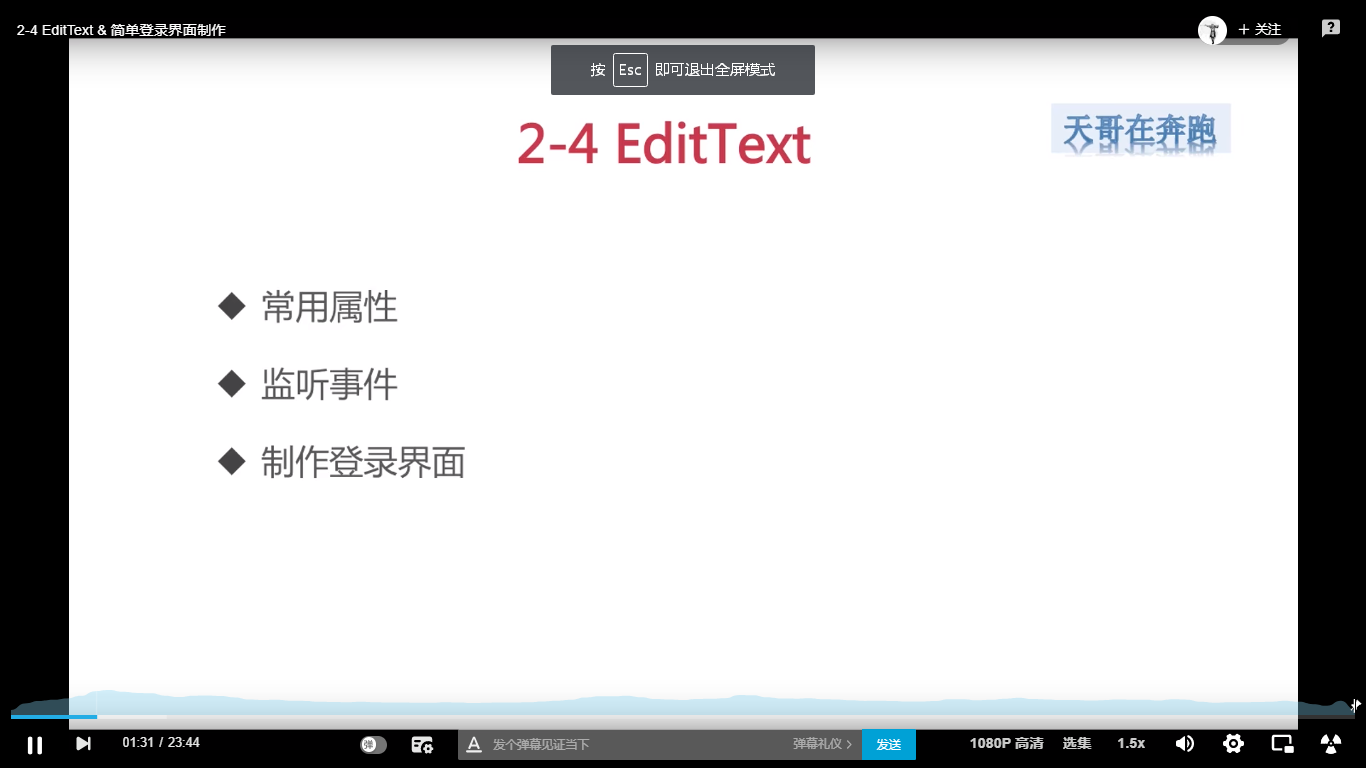 2-4 EditText & 简单登录界面制作
+ 关注
按 Esc 即可退出全屏模式
2-4 EditText
天哥在奔跑
◆ 常用属性
◆ 监听事件
◆ 制作登录界面
01:31 / 23:44
弹
A 发个弹幕见证当下
弹幕礼仪 >
发送
1080P 高清
选集
1.5x